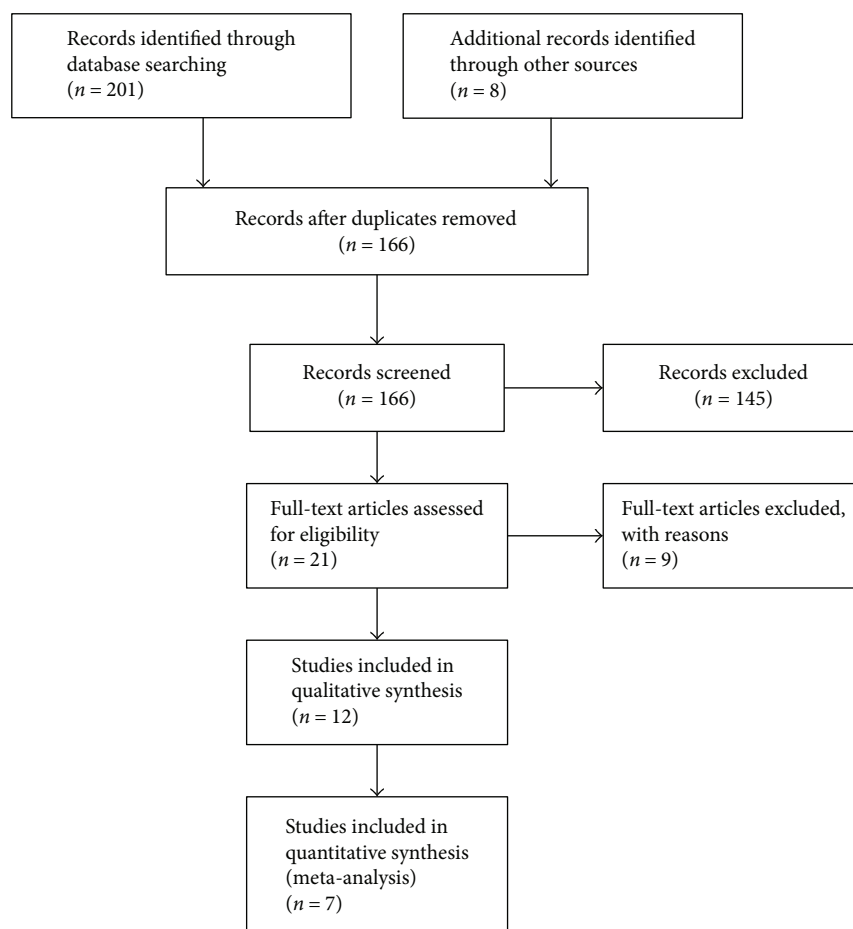 Records identified through
database searching
(n = 201)
Additional records identified
through other sources
(n = 8)
Records after duplicates removed
(n = 166)
Records screened
(n = 166)
Records excluded
(n = 145)
Full-text articles assessed
for eligibility
(n = 21)
Full-text articles excluded,
with reasons
(n = 9)
Studies included in
qualitative synthesis
(n = 12)
Studies included in
quantitative synthesis
(meta-analysis)
(n = 7)